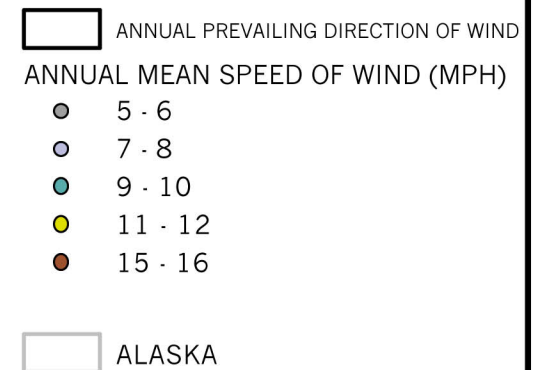 ANNUAL PREVAILING DIRECTION OF WIND
ANNUAL MEAN SPEED OF WIND (MPH)
5 - 6
7 - 8
9 - 10
11 - 12
15 - 16
ALASKA